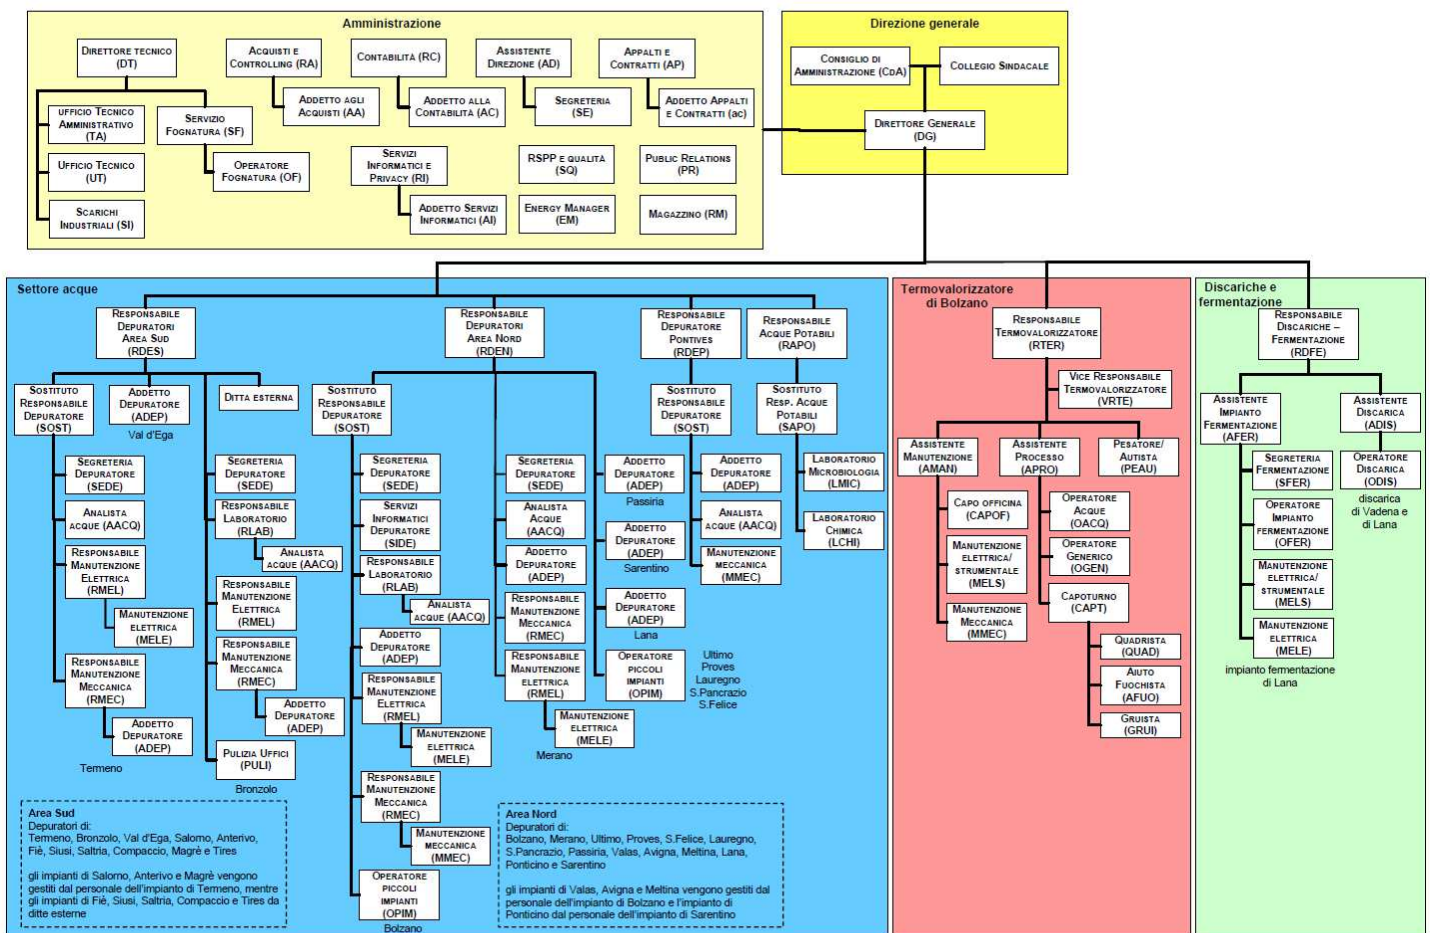 Amministrazione
DIRETTORE TECNICO
(DT)
ACQUISTI E
CONTROLLING (RA)
CONTABILITÀ (RC)
ASSISTENTE
DIREZIONE (AD)
APPALTI E
CONTRATTI (AP)
UFFICIO TECNICO
AMMINISTRATIVO
(TA)
SERVIZIO
FOGNATURA (SF)
ADDETTO AGLI
ACQUISTI (AA)
ADDETTO ALLA
CONTABILITÀ (AC)
SEGRETERIA
(SE)
ADDETTO APPALTI
E CONTRATTI (ac)
UFFICIO TECNICO
(UT)
OPERATORE
FOGNATURA (OF)
SERVIZI
INFORMATICI E
PRIVACY (RI)
RSPP E QUALITÀ
(SQ)
PUBLIC RELATIONS
(PR)
SCARICHI
INDUSTRIALI (SI)
ADDETTO SERVIZI
INFORMATICI (AI)
ENERGY MANAGER
(EM)
MAGAZZINO (RM)
Direzione generale
CONSIGLIO DI
AMMINISTRAZIONE (CDA)
COLLEGIO SINDACALE
DIRETTORE GENERALE
(DG)
Settore acque
RESPONSABILE
DEPURATORI
AREA SUD
(RDES)
SOSTITUTO
RESPONSABILE
DEPURATORE
(SOST)
ADDETTO
DEPURATORE
(ADEP)
Val d'Ega
DITTA ESTERNA
SEGRETERIA
DEPURATORE
(SEDE)
ANALISTA
ACQUE (AACQ)
RESPONSABILE
MANUTENZIONE
ELETTRICA
(RMEL)
MANUTENZIONE
ELETTRICA
(MELE)
RESPONSABILE
MANUTENZIONE
MECCANICA
(RMEC)
ADDETTO
DEPURATORE
(ADEP)
Termeno
SEGRETERIA
DEPURATORE
(SEDE)
RESPONSABILE
LABORATORIO
(RLAB)
ANALISTA
ACQUE (AACQ)
RESPONSABILE
MANUTENZIONE
ELETTRICA
(RMEL)
RESPONSABILE
MANUTENZIONE
MECCANICA
(RMEC)
ADDETTO
DEPURATORE
(ADEP)
PULIZIA UFFICI
(PULI)
Bronzolo
RESPONSABILE
DEPURATORI
AREA NORD
(RDEN)
SOSTITUTO
RESPONSABILE
DEPURATORE
(SOST)
SEGRETERIA
DEPURATORE
(SEDE)
SERVIZI
INFORMATICI
DEPURATORE
(SIDE)
RESPONSABILE
LABORATORIO
(RLAB)
ANALISTA
ACQUE (AACQ)
ADDETTO
DEPURATORE
(ADEP)
RESPONSABILE
MANUTENZIONE
ELETTRICA
(RMEL)
MANUTENZIONE
ELETTRICA
(MELE)
RESPONSABILE
MANUTENZIONE
MECCANICA
(RMEC)
MANUTENZIONE
MECCANICA
(MMEC)
OPERATORE
PICCOLI
IMPIANTI
(OPIM)
Bolzano
SEGRETERIA
DEPURATORE
(SEDE)
ANALISTA
ACQUE
(AACQ)
ADDETTO
DEPURATORE
(ADEP)
RESPONSABILE
MANUTENZIONE
MECCANICA
(RMEC)
RESPONSABILE
MANUTENZIONE
ELETTRICA
(RMEL)
MANUTENZIONE
ELETTRICA
(MELE)
Merano
ADDETTO
DEPURATORE
(ADEP)
Passiria
ADDETTO
DEPURATORE
(ADEP)
Sarentino
ADDETTO
DEPURATORE
(ADEP)
Lana
OPERATORE
PICCOLI
IMPIANTI
(OPIM)
Ultimo
Proves
Lauregno
S.Pancrazio
S.Felice
RESPONSABILE
DEPURATORE
PONTIVES
(RDEP)
SOSTITUTO
RESPONSABILE
DEPURATORE
(SOST)
ADDETTO
DEPURATORE
(ADEP)
ANALISTA
ACQUE (AACQ)
MANUTENZIONE
MECCANICA
(MMEC)
RESPONSABILE
ACQUE POTABILI
(RAPO)
SOSTITUTO
RESP. ACQUE
POTABILI
(SAPO)
LABORATORIO
MICROBIOLOGIA
(LMIC)
LABORATORIO
CHIMICA
(LCHI)
Area Sud
Depuratori di:
Termeno, Bronzolo, Val d'Ega, Salorno, Anterivo,
Fiè, Siusi, Saltria, Compaccio, Magrè e Tires
gli impianti di Salorno, Anterivo e Magrè vengono
gestiti dal personale dell'impianto di Termeno, mentre
gli impianti di Fiè, Siusi, Saltria, Compaccio e Tires da
ditte esterne
Area Nord
Depuratori di:
Bolzano, Merano, Ultimo, Proves, S.Felice, Lauregno,
S.Pancrazio, Passiria, Valas, Avigna, Meltina, Lana,
Ponticino e Sarentino
gli impianti di Valas, Avigna e Meltina vengono gestiti dal
personale dell'impianto di Bolzano e l'impianto di
Ponticino dal personale dell'impianto di Sarentino
Termovalorizzatore
di Bolzano
RESPONSABILE
TERMOVALORIZZATORE
(RTER)
VICE RESPONSABILE
TERMOVALORIZZATORE
(VRTE)
ASSISTENTE
MANUTENZIONE
(AMAN)
ASSISTENTE
PROCESSO
(APRO)
PESATORE/
AUTISTA
(PEAU)
CAPO OFFICINA
(CAPOF)
MANUTENZIONE
ELETTRICA/
STRUMENTALE
(MELS)
MANUTENZIONE
MECCANICA
(MMEC)
OPERATORE
ACQUE
(OACQ)
OPERATORE
GENERICO
(OGEN)
CAPOTURNO
(CAPT)
QUADRISTA
(QUAD)
AIUTO
FUOCHISTA
(AFUO)
GRUISTA
(GRUI)
Discariche e
fermentazione
RESPONSABILE
DISCARICHE –
FERMENTAZIONE
(RDFE)
ASSISTENTE
IMPIANTO
FERMENTAZIONE
(AFER)
ASSISTENTE
DISCARICA
(ADIS)
SEGRETERIA
FERMENTAZIONE
(SFER)
OPERATORE
IMPIANTO
FERMENTAZIONE
(OFER)
MANUTENZIONE
ELETTRICA/
STRUMENTALE
(MELS)
MANUTENZIONE
ELETTRICA
(MELE)
impianto fermentazione
di Lana
OPERATORE
DISCARICA
(ODIS)
discarica
di Vadena e
di Lana